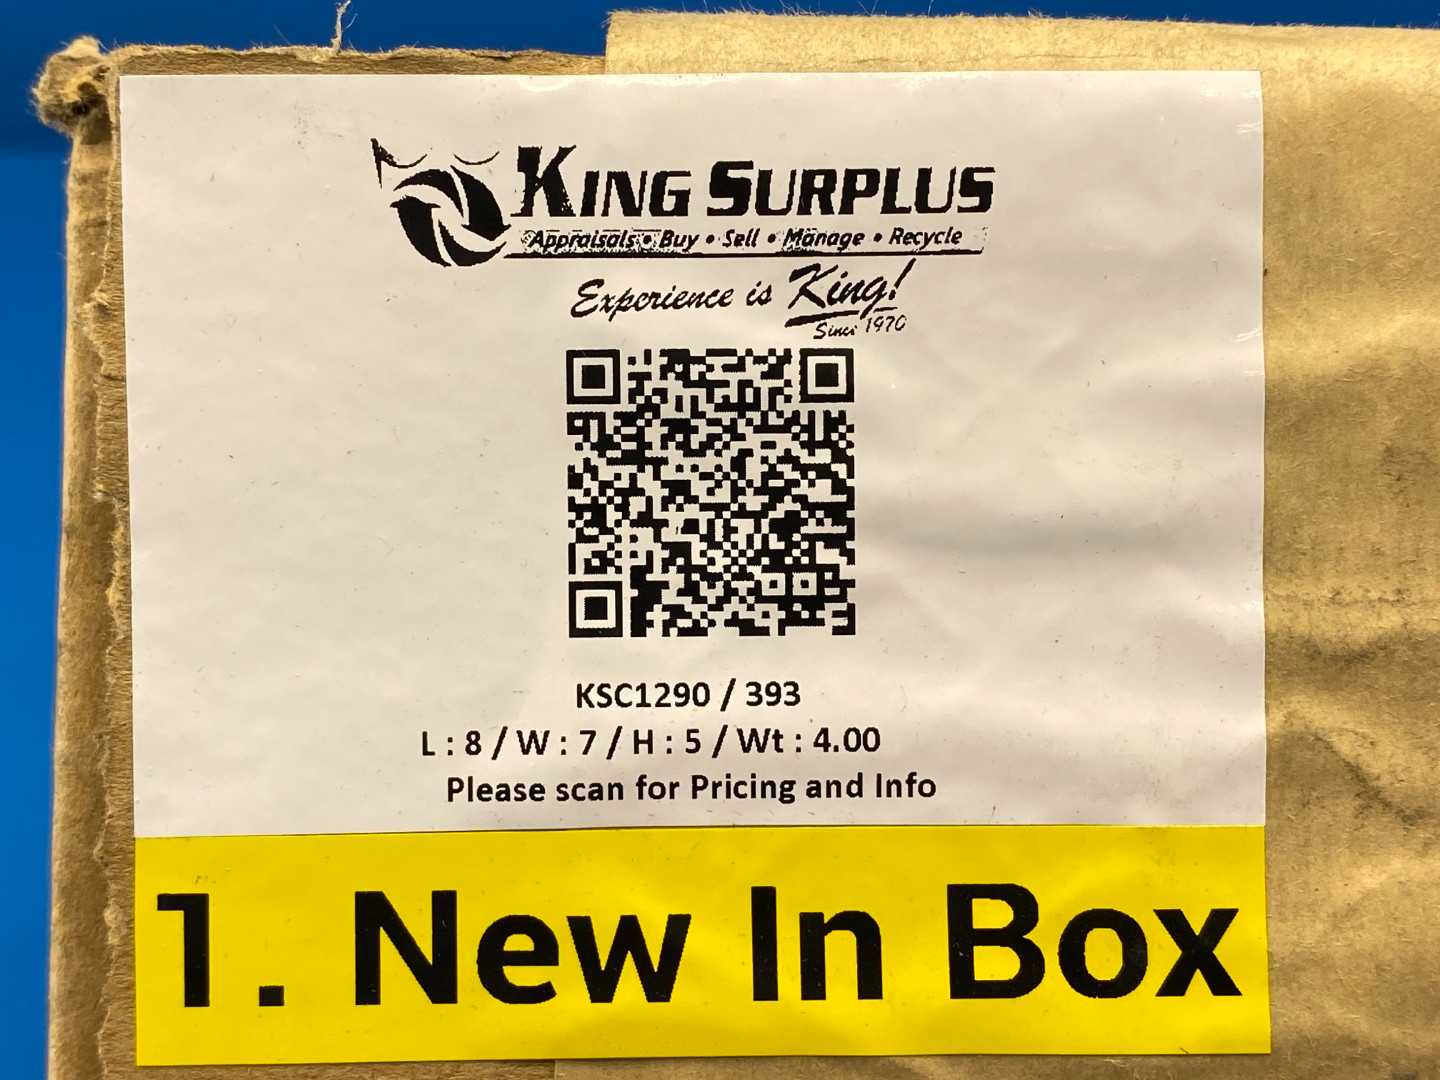 KING SURPLUS
Appraisals • Buy • Sell • Manage • Recycle
Experience is King!
Since 1970
KSC1290 / 393
L : 8 / W : 7 / H : 5 / Wt : 4.00
Please scan for Pricing and Info
1. New In Box